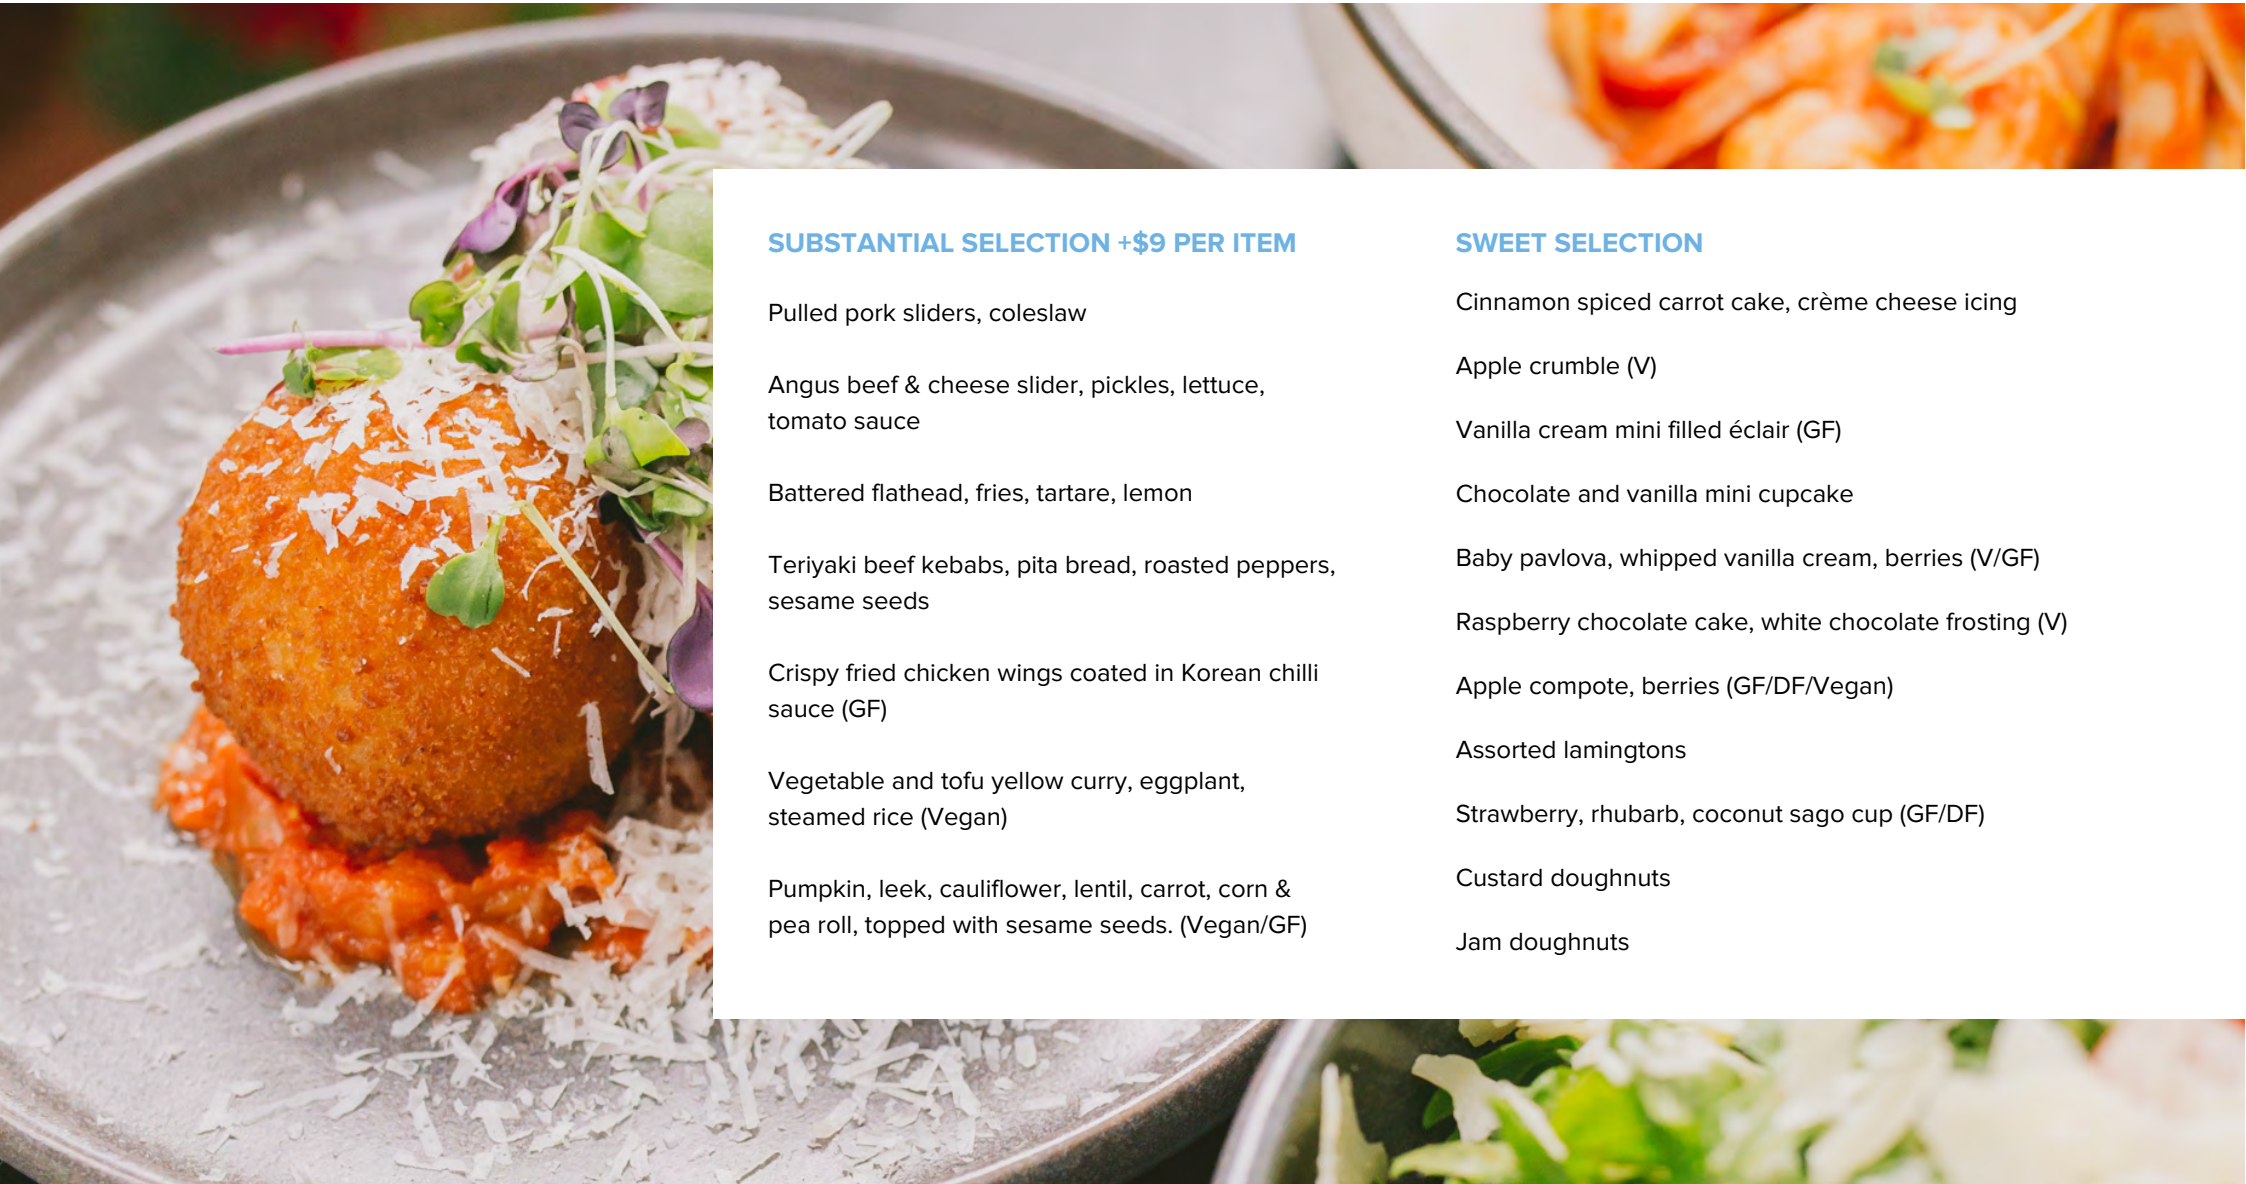 SUBSTANTIAL SELECTION +$9 PER ITEM
Pulled pork sliders, coleslaw
Angus beef & cheese slider, pickles, lettuce,
tomato sauce
Battered flathead, fries, tartare, lemon
Teriyaki beef kebabs, pita bread, roasted peppers,
sesame seeds
Crispy fried chicken wings coated in Korean chilli
sauce (GF)
Vegetable and tofu yellow curry, eggplant,
steamed rice (Vegan)
Pumpkin, leek, cauliflower, lentil, carrot, corn &
pea roll, topped with sesame seeds. (Vegan/GF)
SWEET SELECTION
Cinnamon spiced carrot cake, crème cheese icing
Apple crumble (V)
Vanilla cream mini filled éclair (GF)
Chocolate and vanilla mini cupcake
Baby pavlova, whipped vanilla cream, berries (V/GF)
Raspberry chocolate cake, white chocolate frosting (V)
Apple compote, berries (GF/DF/Vegan)
Assorted lamingtons
Strawberry, rhubarb, coconut sago cup (GF/DF)
Custard doughnuts
Jam doughnuts